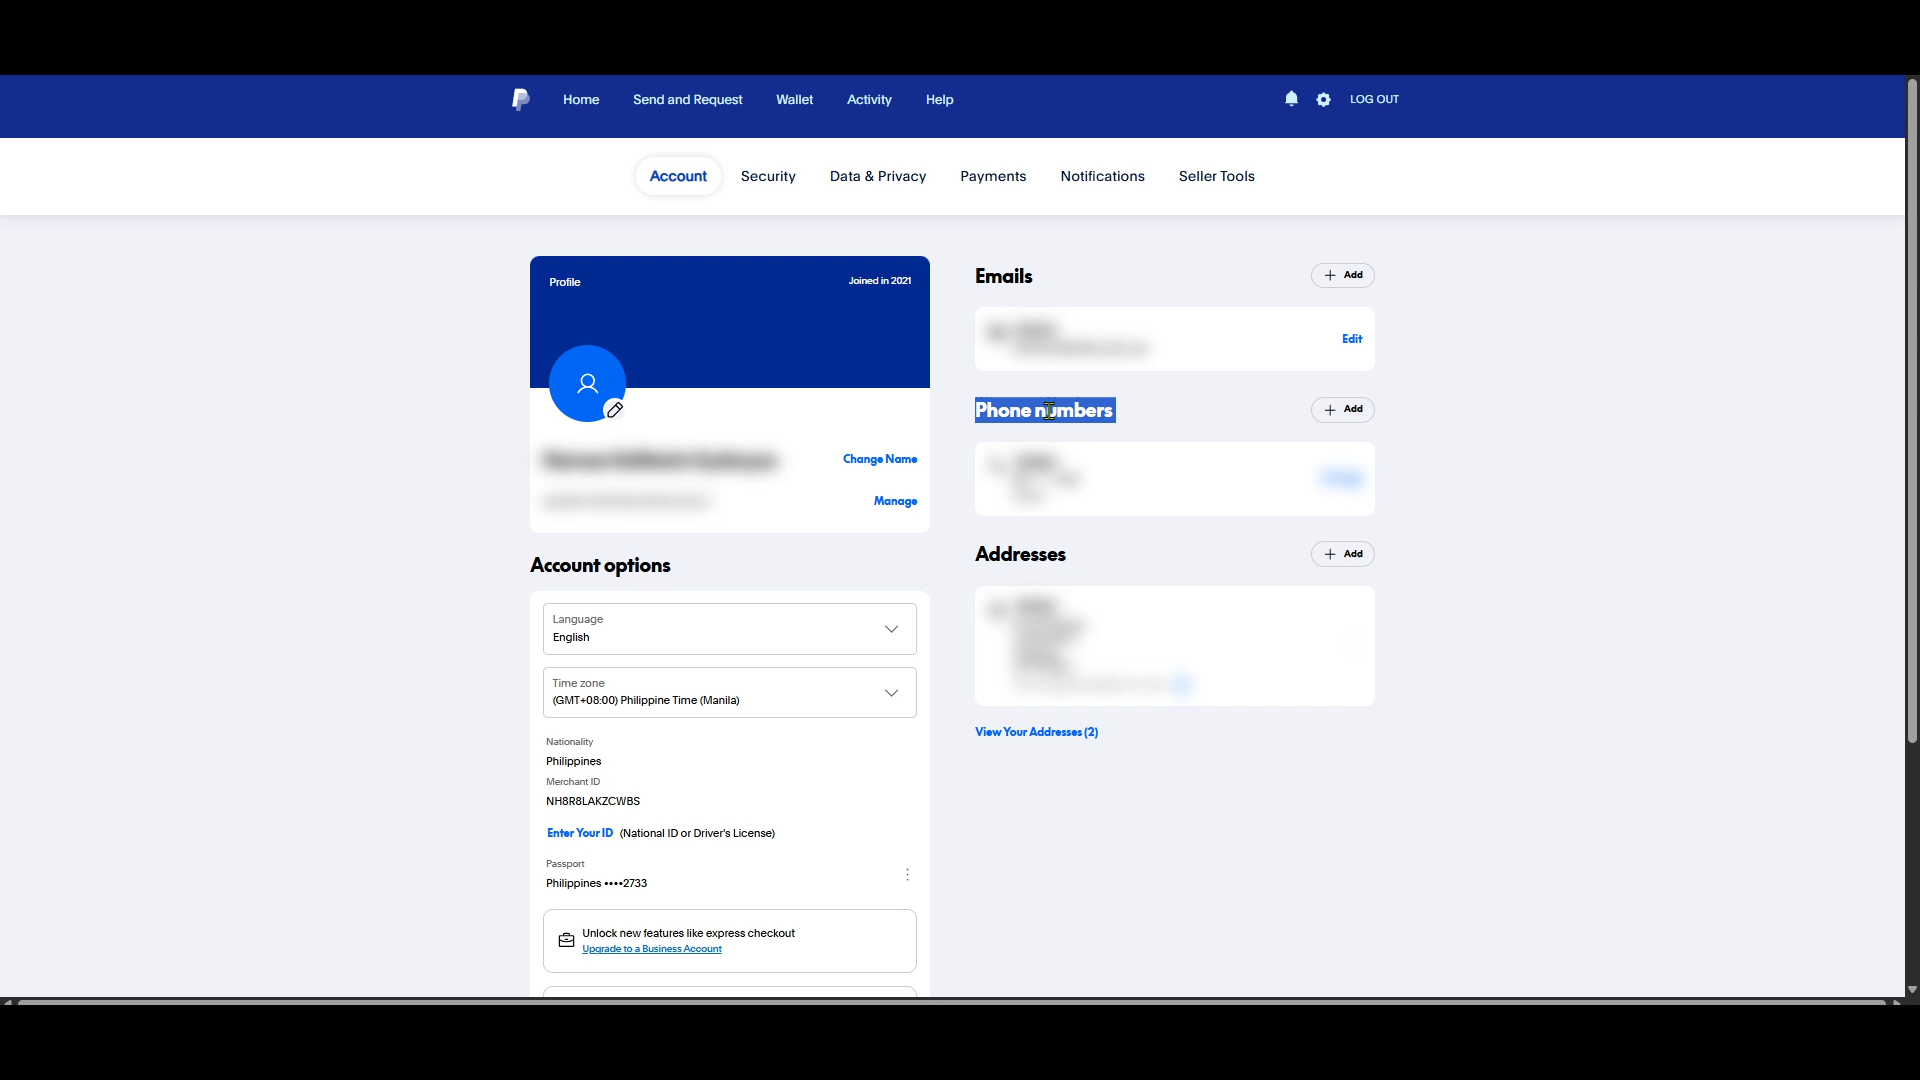 Home Send and Request Wallet Activity Help LOG OUT
Account Security Data & Privacy Payments Notifications Seller Tools
Profile Joined in 2021
Change Name
Manage
Account options
Language
English
Time zone
(GMT+08:00) Philippine Time (Manila)
Nationality
Philippines
Merchant ID
NH8R8LAKZCWBS
Enter Your ID (National ID or Driver's License)
Passport
Philippines ••••2733
Unlock new features like express checkout
Upgrade to a Business Account
Emails + Add
Edit
Phone numbers + Add
Addresses + Add
View Your Addresses (2)